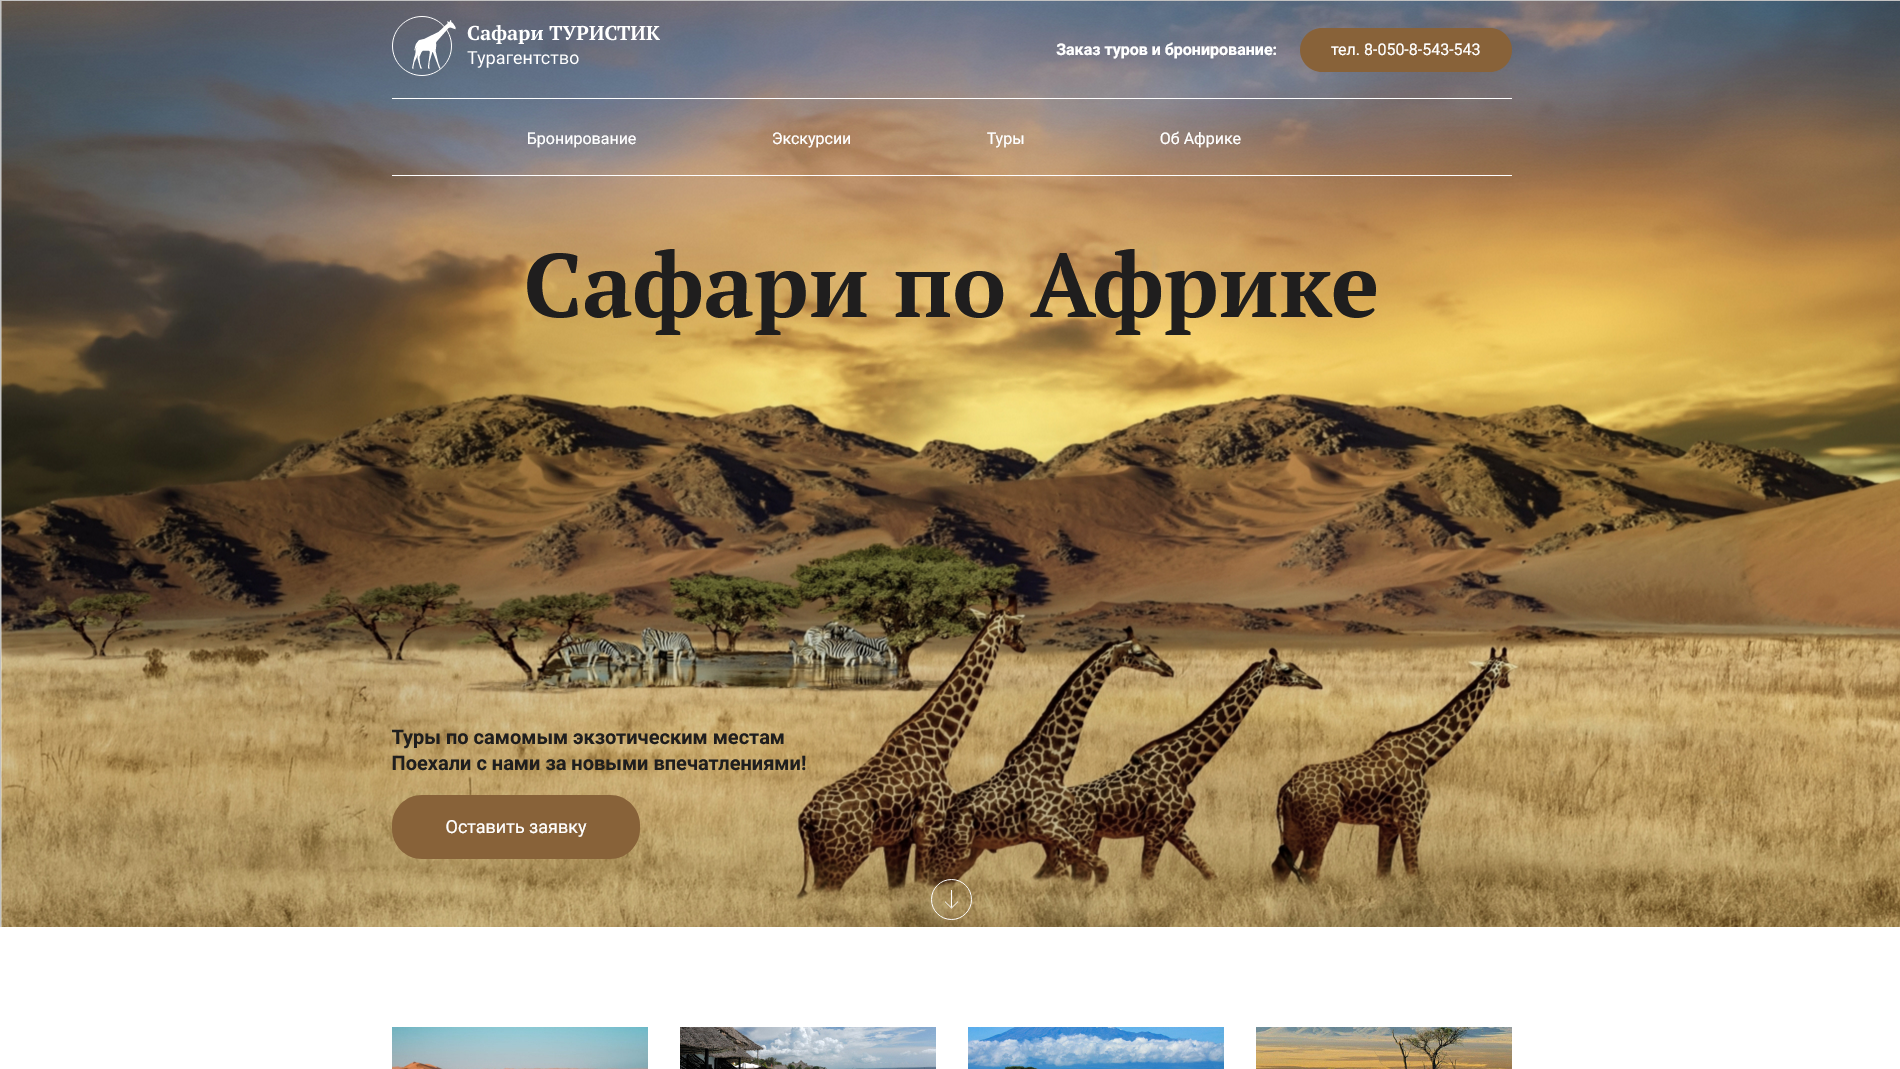 Сафари ТУРИСТИК
Турагентство
Заказ туров и бронирование:
тел. 8-050-8-543-543
Бронирование
Экскурсии
Туры
Об Африке
Сафари по Африке
Туры по самомым экзотическим местам
Поехали с нами за новыми впечатлениями!
Оставить заявку